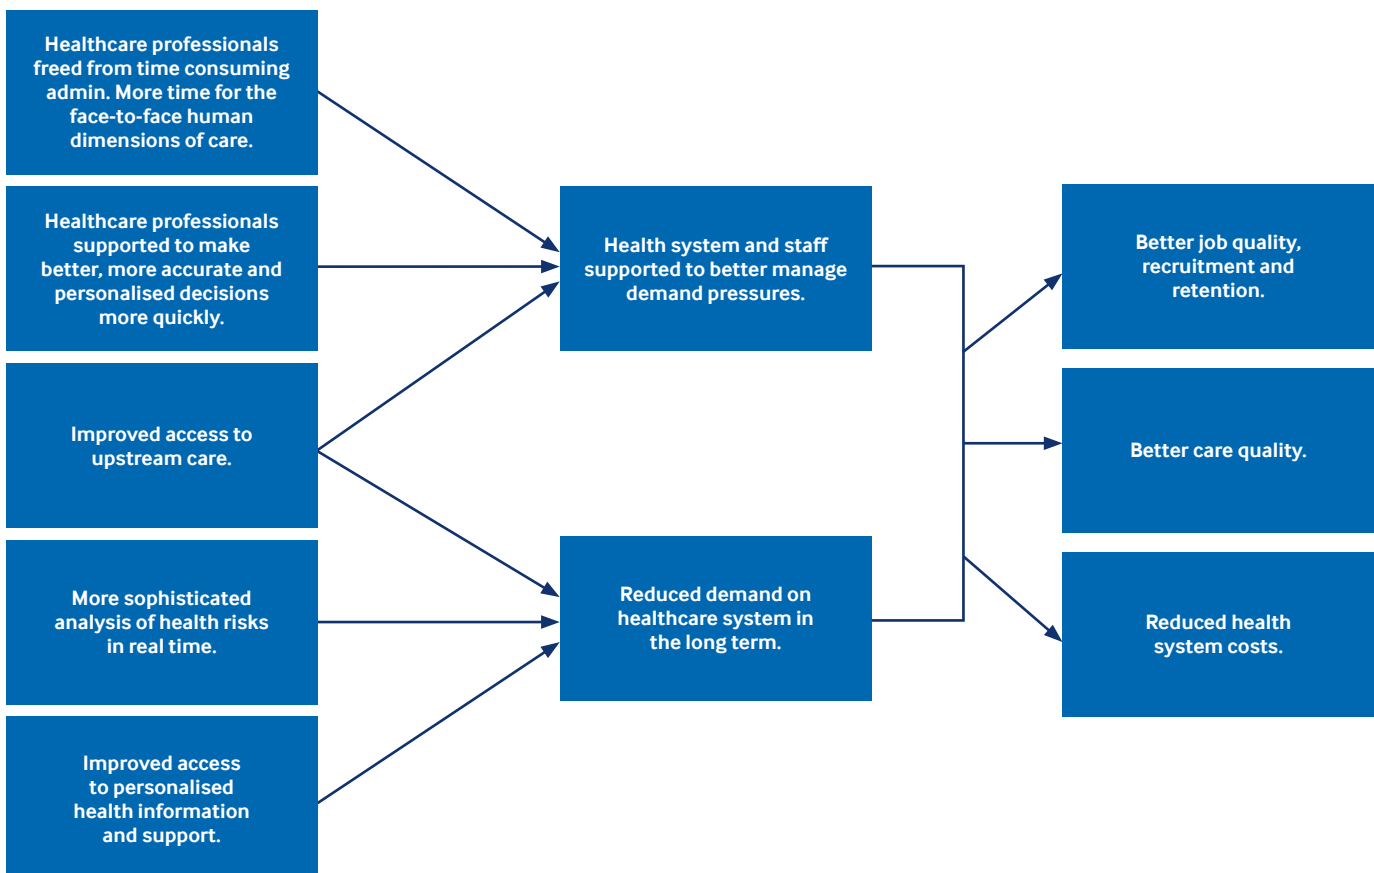 Healthcare professionals
freed from time consuming
admin. More time for the
face-to-face human
dimensions of care.
Healthcare professionals
supported to make
better, more accurate and
personalised decisions
more quickly.
Improved access to
upstream care.
More sophisticated
analysis of health risks
in real time.
Improved access
to personalised
health information
and support.
Health system and staff
supported to better manage
demand pressures.
Reduced demand on
healthcare system in
the long term.
Better job quality,
recruitment and
retention.
Better care quality.
Reduced health
system costs.